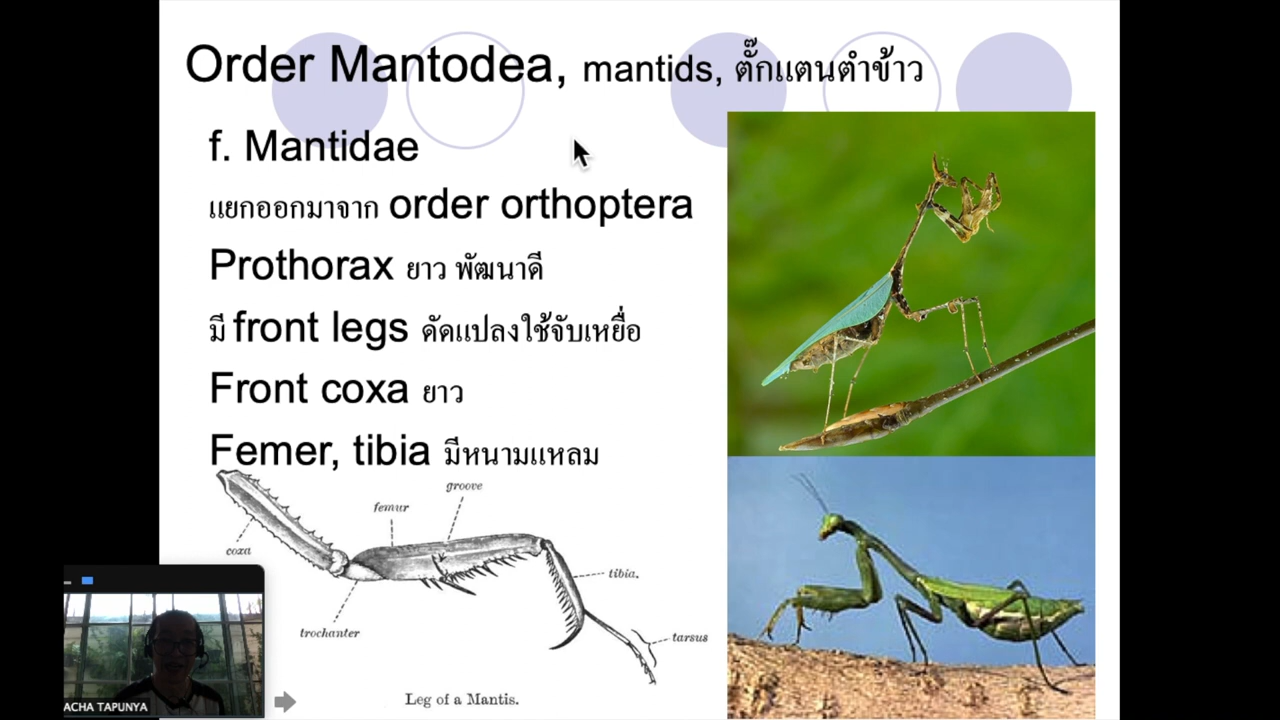 Order Mantodea, mantids, ตั๊กแตนตำข้าว
f. Mantidae
แยกออกมาจาก order orthoptera
Prothorax ยาว พัฒนาดี
มี front legs ดัดแปลงใช้จับเหยื่อ
Front coxa ยาว
Femer, tibia มีหนามแหลม
groove
femur
coxa
tibia.
trochanter
tarsus
Leg of a Mantis.
ACHA TAPUNYA